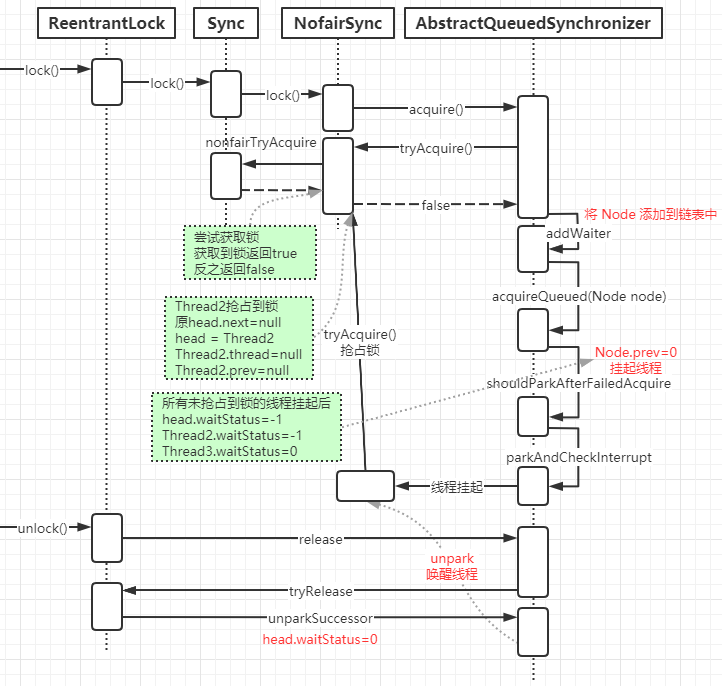 ReentrantLock
Sync
NofairSync
AbstractQueuedSynchronizer
lock()
lock()
lock()
acquire()
nonfairTryAcquire
tryAcquire()
false
将 Node 添加到链表中
addWaiter
尝试获取锁
获取到锁返回true
反之返回false
acquireQueued(Node node)
Thread2抢占到锁
原head.next=null
head = Thread2
Thread2.thread=null
Thread2.prev=null
tryAcquire()
抢占锁
Node.prev=0
挂起线程
shouldParkAfterFailedAcquire
所有未抢占到锁的线程挂起后
head.waitStatus=-1
Thread2.waitStatus=-1
Thread3.waitStatus=0
parkAndCheckInterrupt
线程挂起
unlock()
release
unpark
唤醒线程
tryRelease
unparkSuccessor
head.waitStatus=0